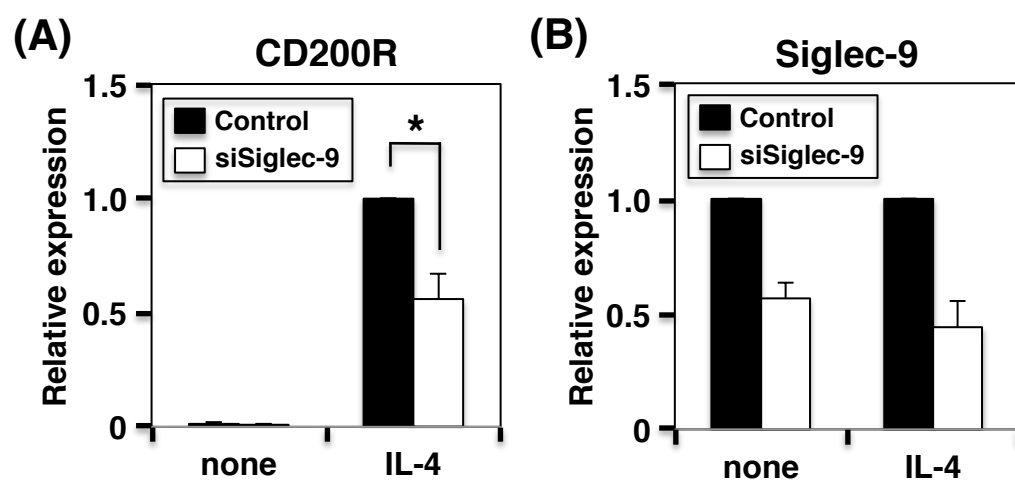 (A)
CD200R
Relative expression
1.5
1.0
0.5
0
Control
siSiglec-9
*
none
IL-4
(B)
Siglec-9
Relative expression
1.5
1.0
0.5
0
Control
siSiglec-9
none
IL-4